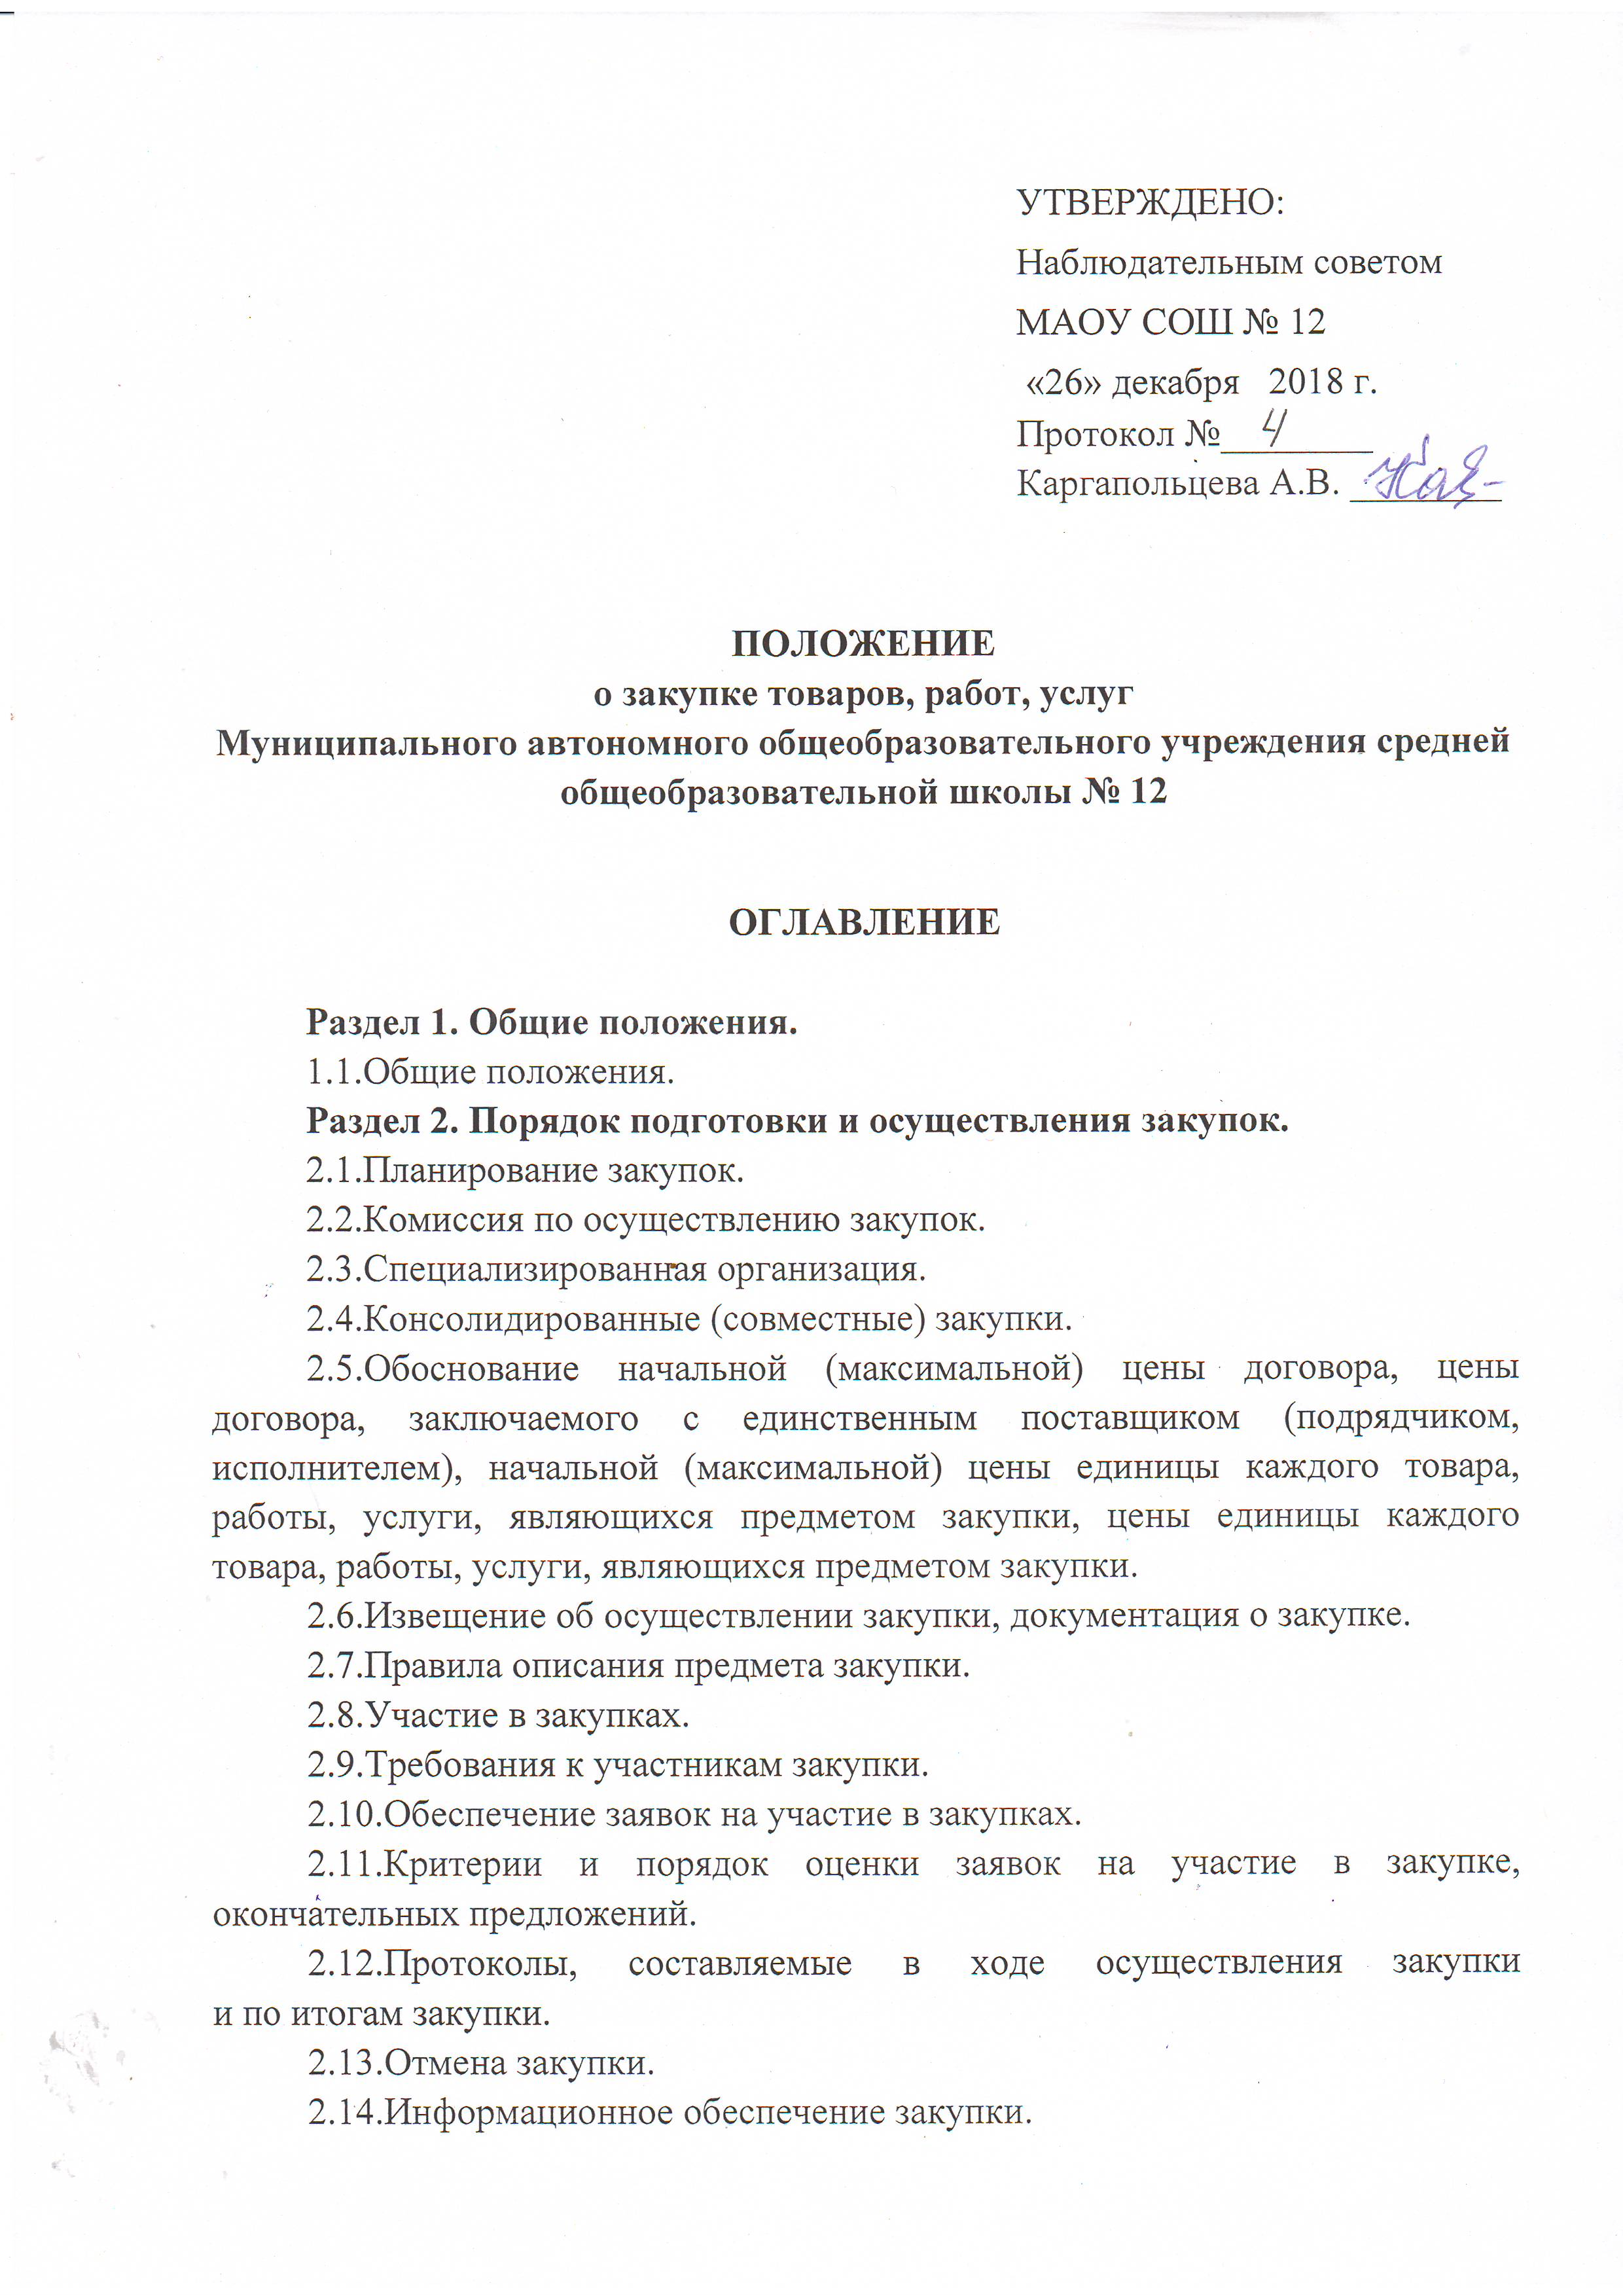 УТВЕРЖДЕНО:
Наблюдательным советом
МАОУ СОШ № 12
«26» декабря 2018 г.
Протокол № 4
Каргапольцева А.В.
ПОЛОЖЕНИЕ
о закупке товаров, работ, услуг
Муниципального автономного общеобразовательного учреждения средней
общеобразовательной школы № 12
ОГЛАВЛЕНИЕ
Раздел 1. Общие положения.
1.1.Общие положения.
Раздел 2. Порядок подготовки и осуществления закупок.
2.1.Планирование закупок.
2.2.Комиссия по осуществлению закупок.
2.3.Специализированная организация.
2.4.Консолидированные (совместные) закупки.
2.5.Обоснование начальной (максимальной) цены договора, цены
договора, заключаемого с единственным поставщиком (подрядчиком,
исполнителем), начальной (максимальной) цены единицы каждого товара,
работы, услуги, являющихся предметом закупки, цены единицы каждого
товара, работы, услуги, являющихся предметом закупки.
2.6.Извещение об осуществлении закупки, документация о закупке.
2.7.Правила описания предмета закупки.
2.8.Участие в закупках.
2.9.Требования к участникам закупки.
2.10.Обеспечение заявок на участие в закупках.
2.11.Критерии и порядок оценки заявок на участие в закупке,
окончательных предложений.
2.12.Протоколы, составляемые в ходе осуществления закупки
и по итогам закупки.
2.13.Отмена закупки.
2.14.Информационное обеспечение закупки.